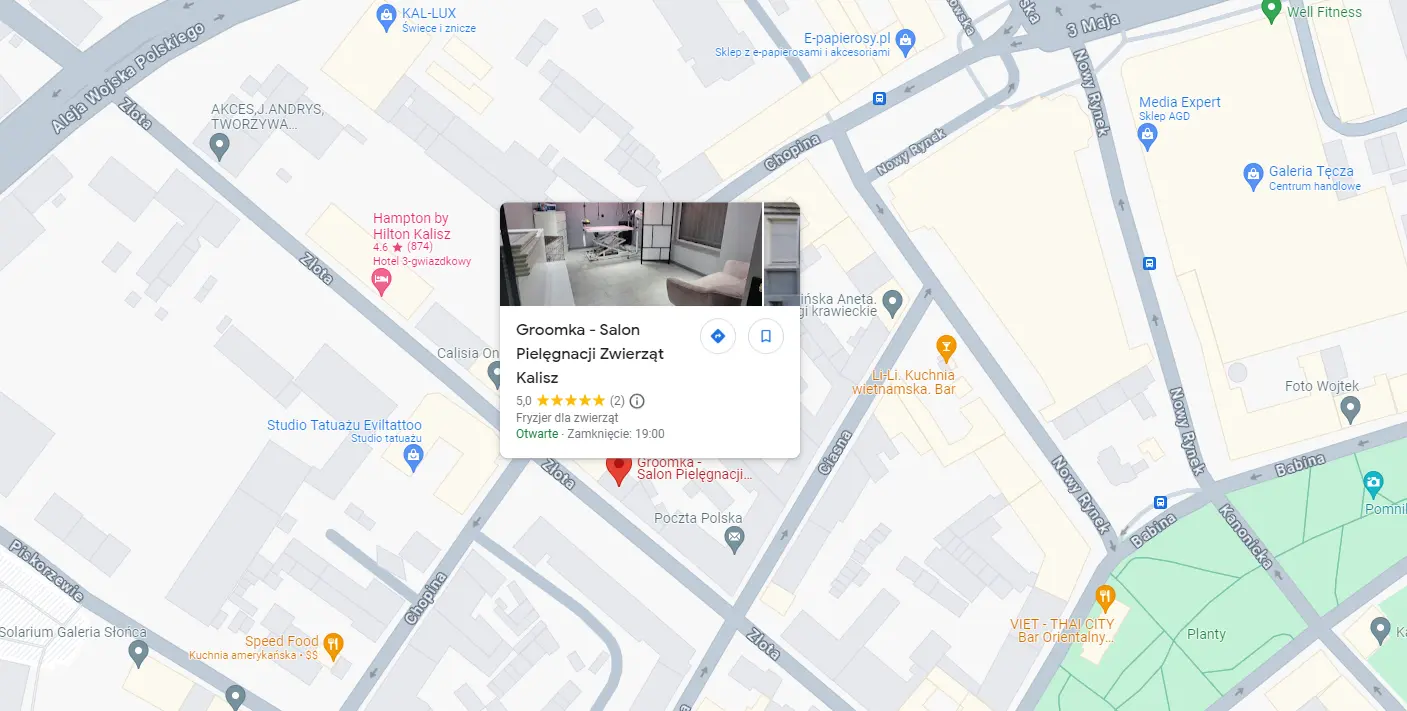 KAL-LUX
Świece i znicze
E-papierosy.pl
Sklep z e-papierosami i akcesoriami
3 Maja
Well Fitness
Aleja Wojska Polskiego
Złota
AKCES,J.ANDRYS,
TWORZYWA...
Chopina
Nowy Rynek
Nowy Rynek
Media Expert
Sklep AGD
Galeria Tęcza
Centrum handlowe
Hampton by
Hilton Kalisz
4.6 ★ (874)
Hotel 3-gwiazdkowy
Złota
ińska Aneta.
gi krawieckie
Groomka - Salon
Pielęgnacji Zwierząt
Kalisz
5,0 ★★★★★ (2)
Fryzjer dla zwierząt
Otwarte · Zamknięcie: 19:00
Calisia On
Li-Li. Kuchnia
wietnamska. Bar
Foto Wojtek
Studio Tatuażu Eviltattoo
Studio tatuażu
Ciasna
Nowy Rynek
Babina
Złota
Groomka -
Salon Pielęgnacji...
Nowy Rynek
Poczta Polska
Babina
Kanonicka
Pomnik
Piskorzewie
Chopina
Solarium Galeria Słońca
Speed Food
Kuchnia amerykańska • $$
Złota
VIET - THAI CITY
Bar Orientalny...
Planty